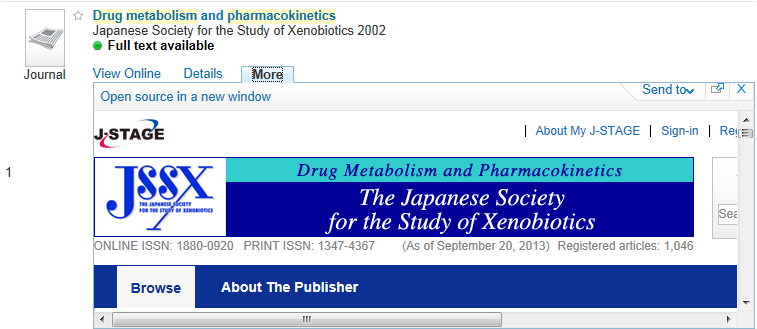 Drug metabolism and pharmacokinetics
Japanese Society for the Study of Xenobiotics 2002
Full text available
Journal
View Online Details More
Open source in a new window Send to X
J-STAGE
About My J-STAGE | Sign-in | Reg
1
JSSX
THE JAPANESE SOCIETY
FOR THE STUDY OF XENOBIOTICS
Drug Metabolism and Pharmacokinetics
The Japanese Society
for the Study of Xenobiotics
Sea
ONLINE ISSN: 1880-0920 PRINT ISSN: 1347-4367 (As of September 20, 2013) Registered articles: 1,046
Browse About The Publisher